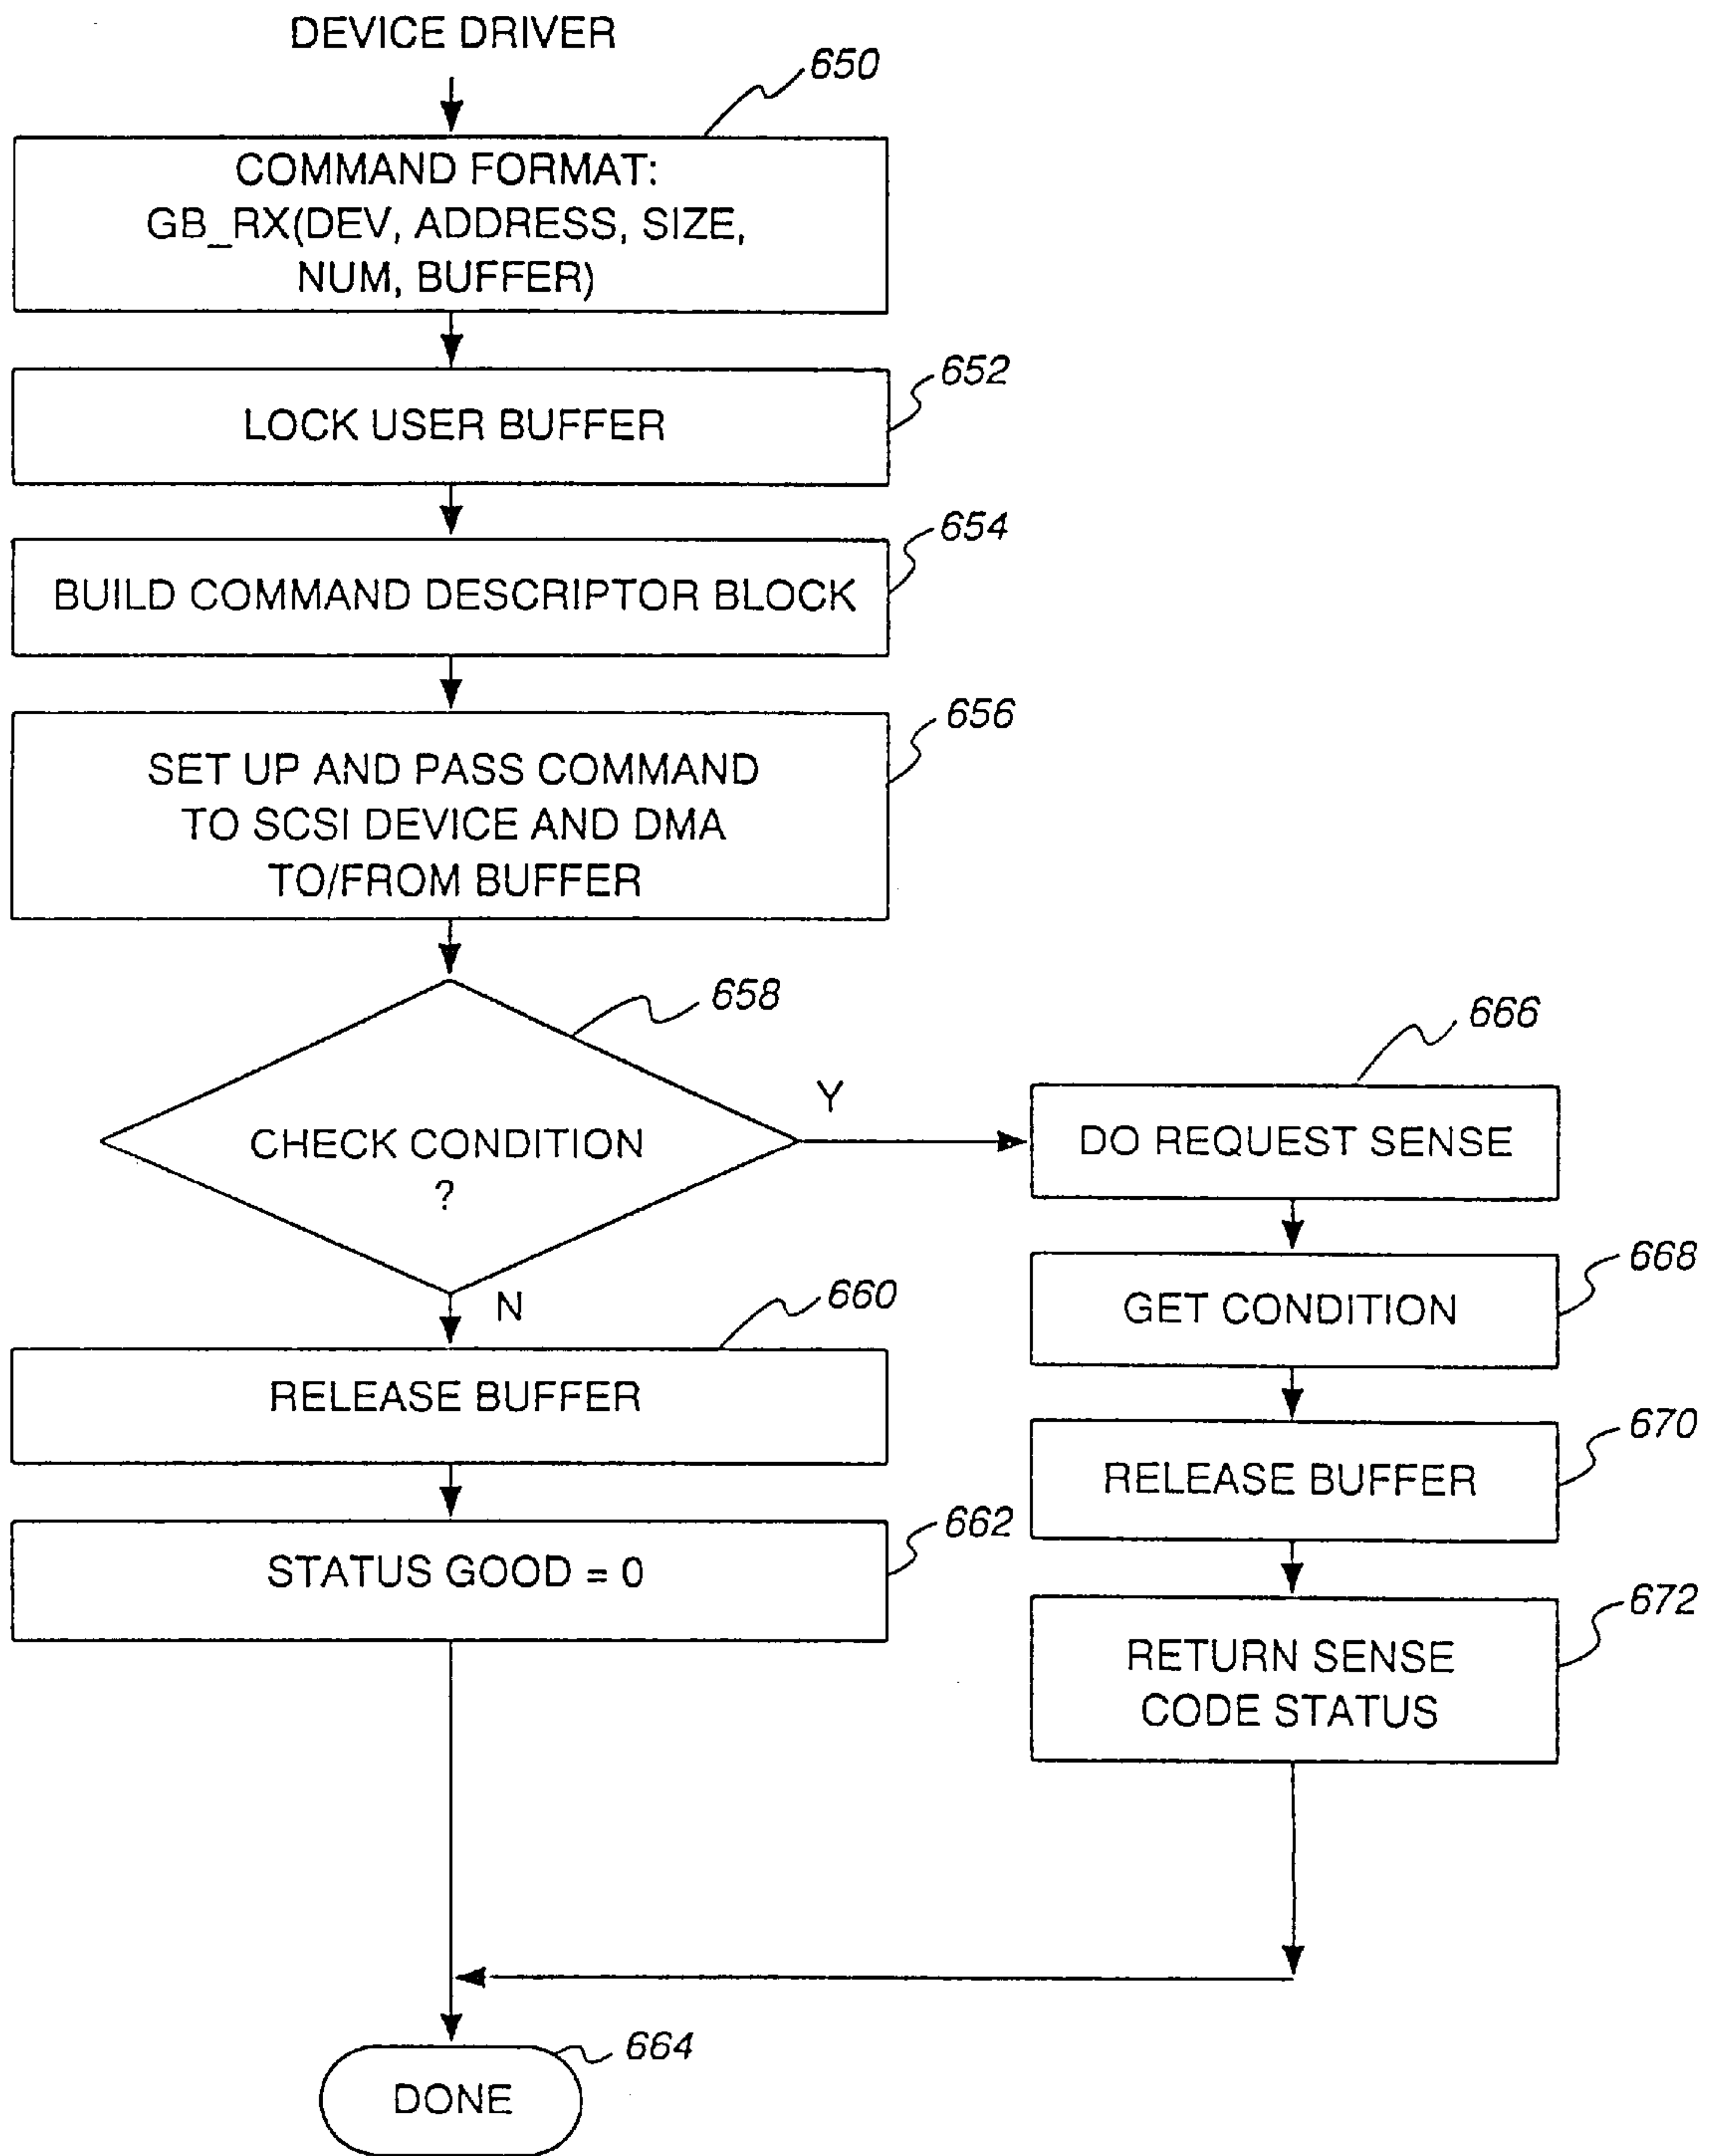 DEVICE DRIVER
650
COMMAND FORMAT:
GB_RX(DEV, ADDRESS, SIZE,
NUM, BUFFER)
652
LOCK USER BUFFER
654
BUILD COMMAND DESCRIPTOR BLOCK
656
SET UP AND PASS COMMAND
TO SCSI DEVICE AND DMA
TO/FROM BUFFER
658
CHECK CONDITION
?
Y
N
660
RELEASE BUFFER
662
STATUS GOOD = 0
666
DO REQUEST SENSE
668
GET CONDITION
670
RELEASE BUFFER
672
RETURN SENSE
CODE STATUS
664
DONE